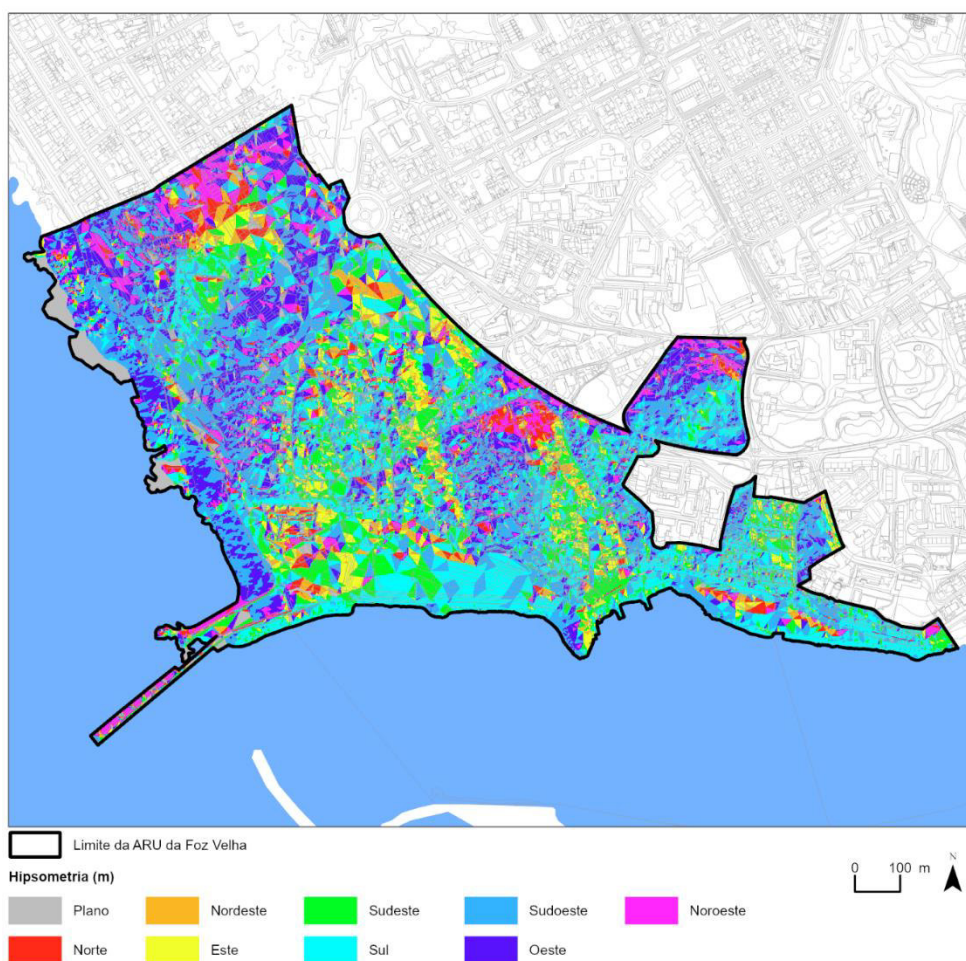 Limite da ARU da Foz Velha
Hipsometria (m)
0 100 m
N
Plano Nordeste Sudeste Sudoeste Noroeste
Norte Este Sul Oeste